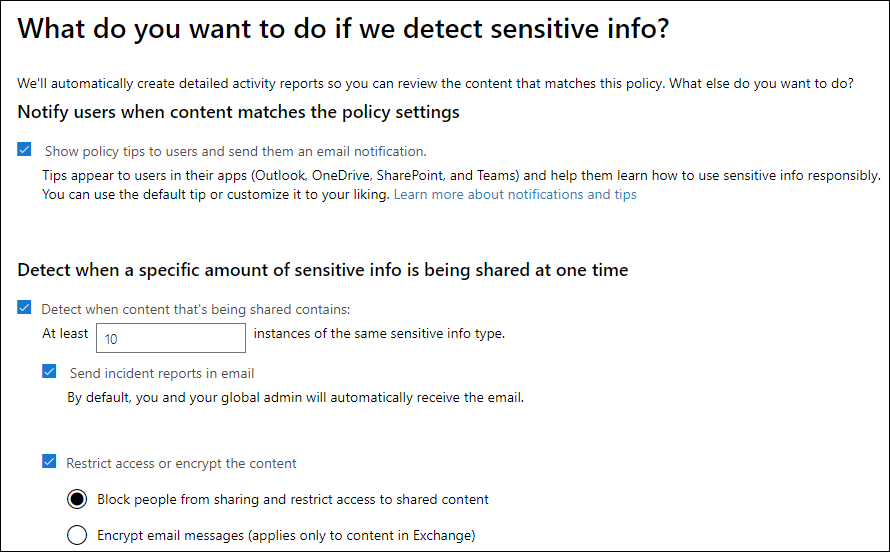 What do you want to do if we detect sensitive info?
We'll automatically create detailed activity reports so you can review the content that matches this policy. What else do you want to do?
Notify users when content matches the policy settings
Show policy tips to users and send them an email notification.
Tips appear to users in their apps (Outlook, OneDrive, SharePoint, and Teams) and help them learn how to use sensitive info responsibly.
You can use the default tip or customize it to your liking. Learn more about notifications and tips
Detect when a specific amount of sensitive info is being shared at one time
Detect when content that's being shared contains:
At least 10 instances of the same sensitive info type.
Send incident reports in email
By default, you and your global admin will automatically receive the email.
Restrict access or encrypt the content
Block people from sharing and restrict access to shared content
Encrypt email messages (applies only to content in Exchange)